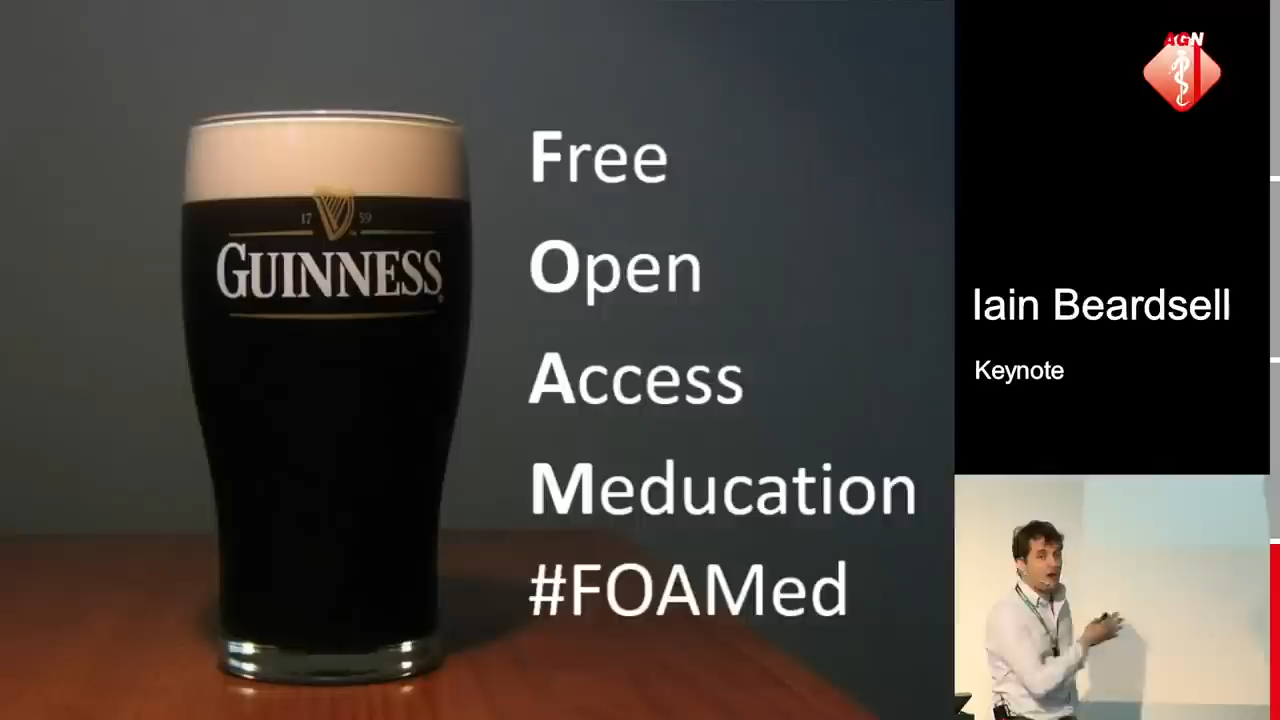 17 59
GUINNESS
Free
Open
Access
Meducation
#FOAMed
AGN
Iain Beardsell
Keynote